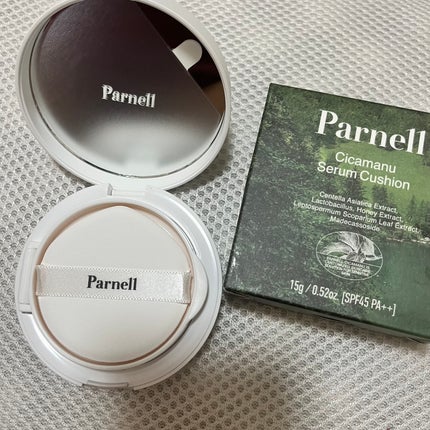 Parnell
Parnell
Parnell
Cicamanu
Serum Cushion
Centella Asiatica Extract,
Lactobacillus, Honey Extract,
Leptospermum Scoparium Leaf Extract,
Madecassoside
15g / 0.52oz. [SPF45 PA++]